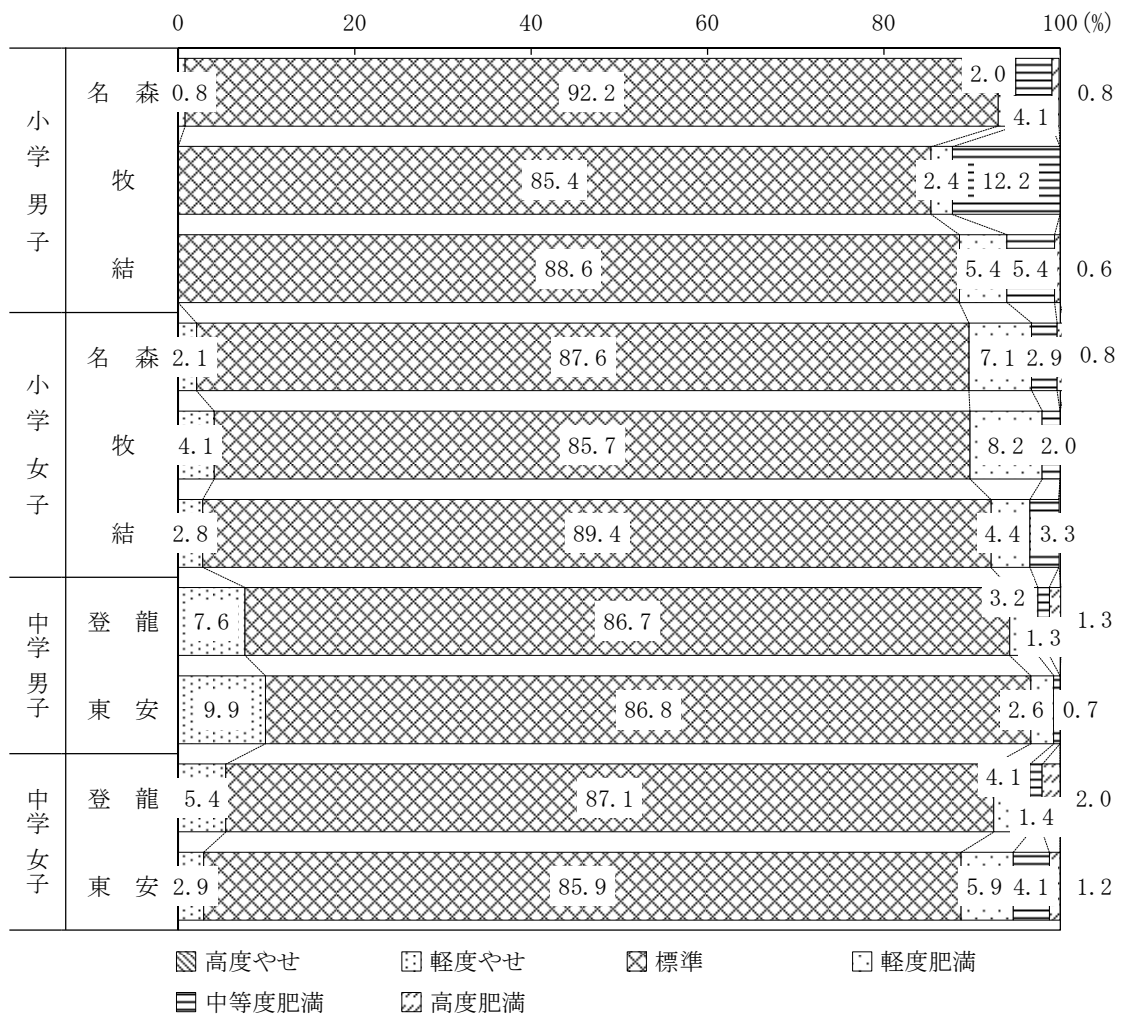 0 20 40 60 80 100 (%)
小学男子
名 森 0.8 92.2 2.0 4.1 0.8
牧 85.4 2.4 12.2
結 88.6 5.4 5.4 0.6
小学女子
名 森 2.1 87.6 7.1 2.9 0.8
牧 4.1 85.7 8.2 2.0
結 2.8 89.4 4.4 3.3
中学男子
登 龍 7.6 86.7 3.2 1.3 1.3
東 安 9.9 86.8 2.6 0.7
中学女子
登 龍 5.4 87.1 4.1 1.4 2.0
東 安 2.9 85.9 5.9 4.1 1.2
高度やせ 軽度やせ 標準 軽度肥満
中等度肥満 高度肥満